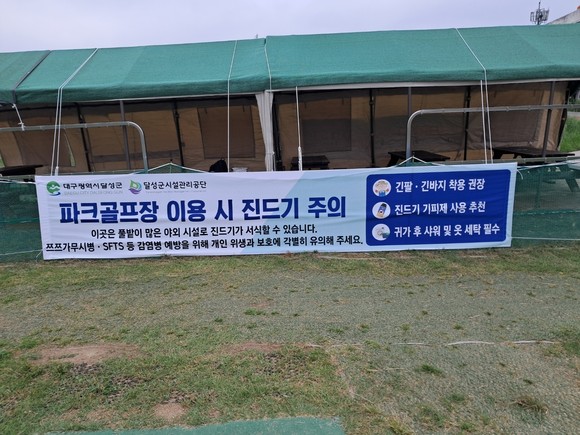 대구광역시달성군 달성군시설관리공단
파크골프장 이용 시 진드기 주의
이곳은 풀밭이 많은 야외 시설로 진드기가 서식할 수 있습니다.
쯔쯔가무시병·SFTS 등 감염병 예방을 위해 개인 위생과 보호에 각별히 유의해 주세요.
긴팔·긴바지 착용 권장
진드기 기피제 사용 추천
귀가 후 샤워 및 옷 세탁 필수